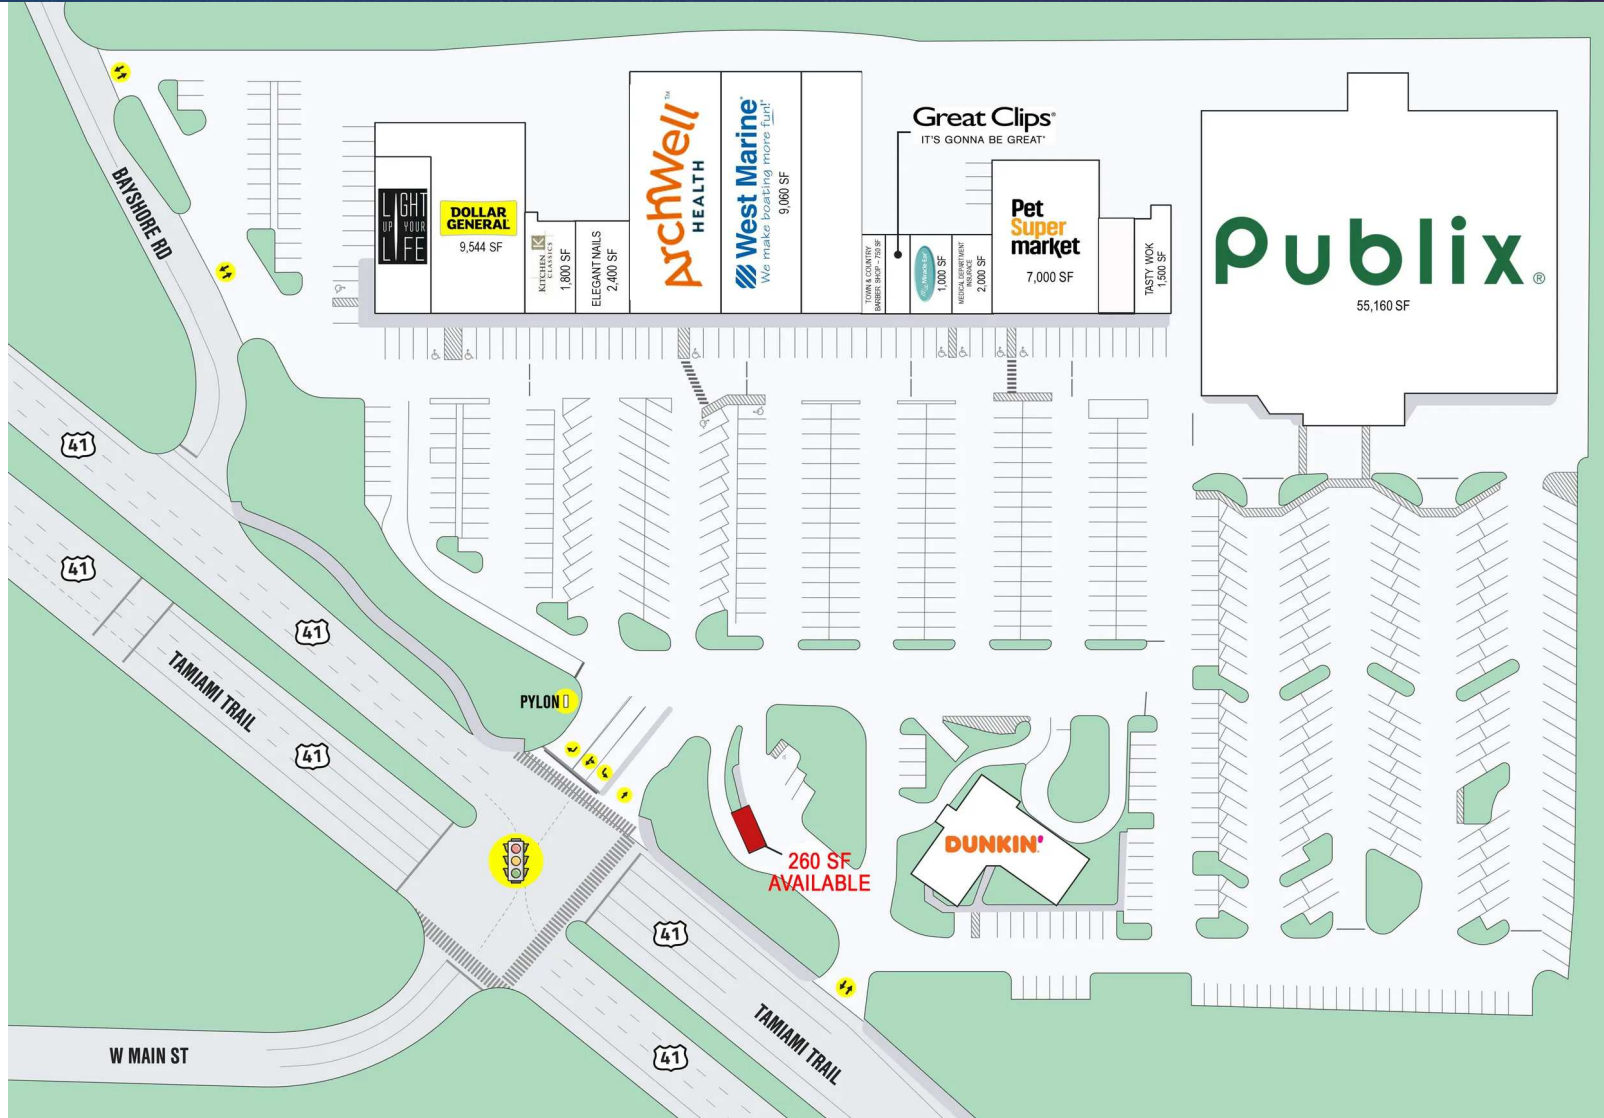 BAYSHORE RD
LIGHT
UP YOUR
LIFE
DOLLAR
GENERAL
9,544 SF
KITCHEN
CLASSICS
K
1,800 SF
ELEGANT NAILS
2,400 SF
ArchWell™
HEALTH
West Marine®
We make boating more fun!®
9,060 SF
Great Clips®
IT'S GONNA BE GREAT®
TOWN & COUNTRY
BARBER SHOP – 750 SF
Miracle-Ear
1,000 SF
MEDICAL DEPARTMENT
INSURACE
2,000 SF
Pet
Super
market
7,000 SF
TASTY WOK
1,500 SF
Publix®
55,160 SF
41
41
41
TAMIAMI TRAIL
41
PYLON
260 SF
AVAILABLE
DUNKIN'
41
TAMIAMI TRAIL
41
W MAIN ST